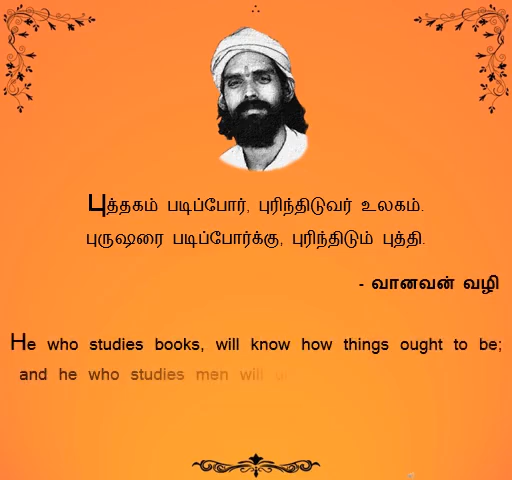 புத்தகம் படிப்போர், புரிந்திடுவர் உலகம்.
புருஷரை படிப்போர்க்கு, புரிந்திடும் புத்தி.
- வானவன் வழி
He who studies books, will know how things ought to be;
and he who studies men will